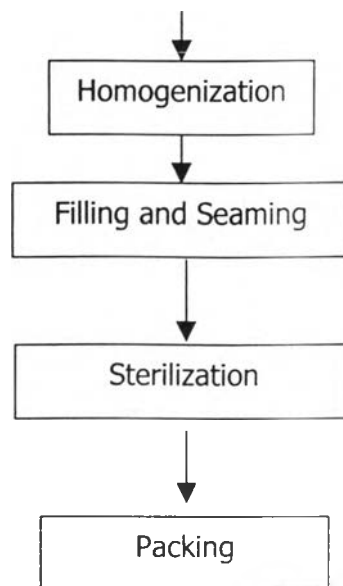 Homogenization
Filling and Seaming
Sterilization
Packing